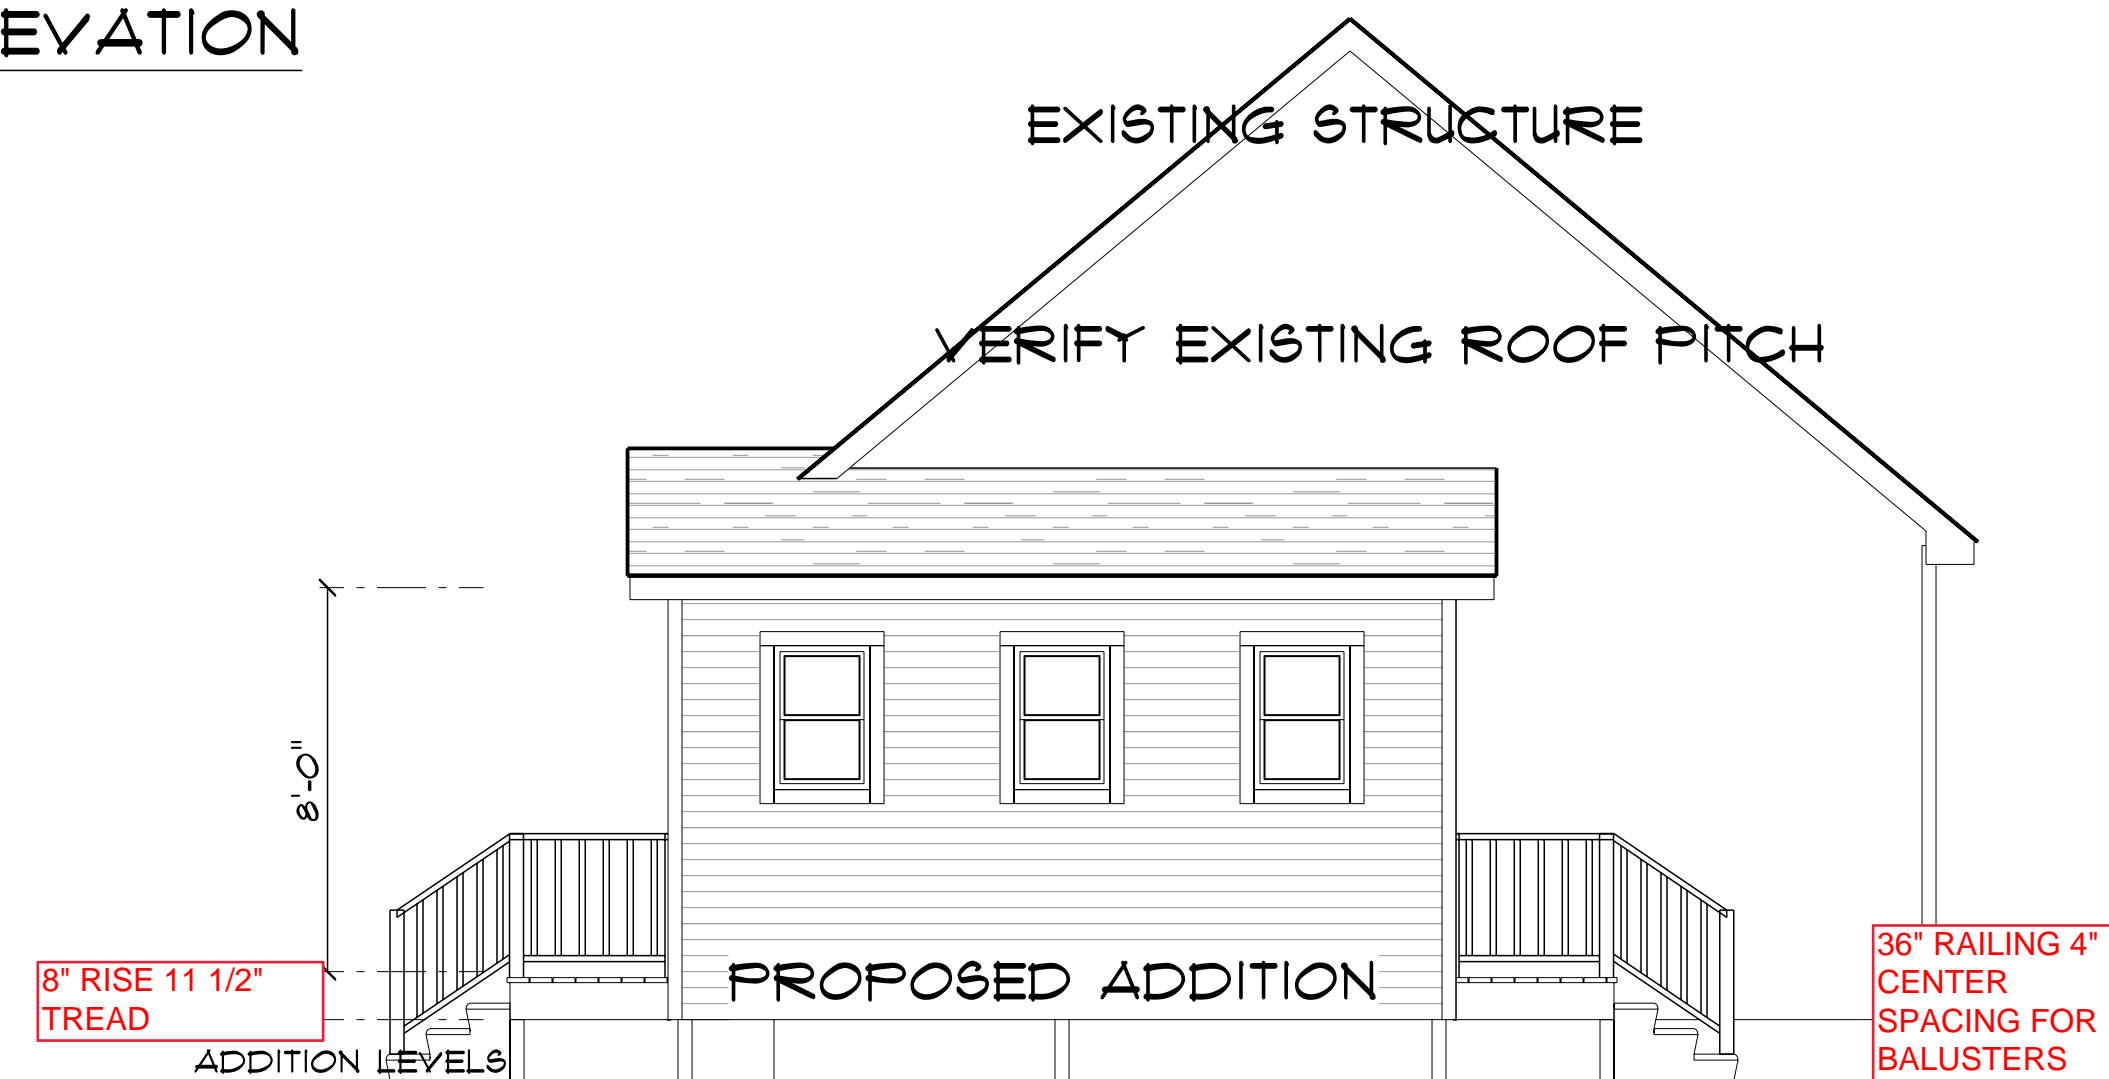 EVATION
EXISTING STRUCTURE
VERIFY EXISTING ROOF PITCH
8'-0"
PROPOSED ADDITION
8" RISE 11 1/2"
TREAD
ADDITION LEVELS
36" RAILING 4"
CENTER
SPACING FOR
BALUSTERS